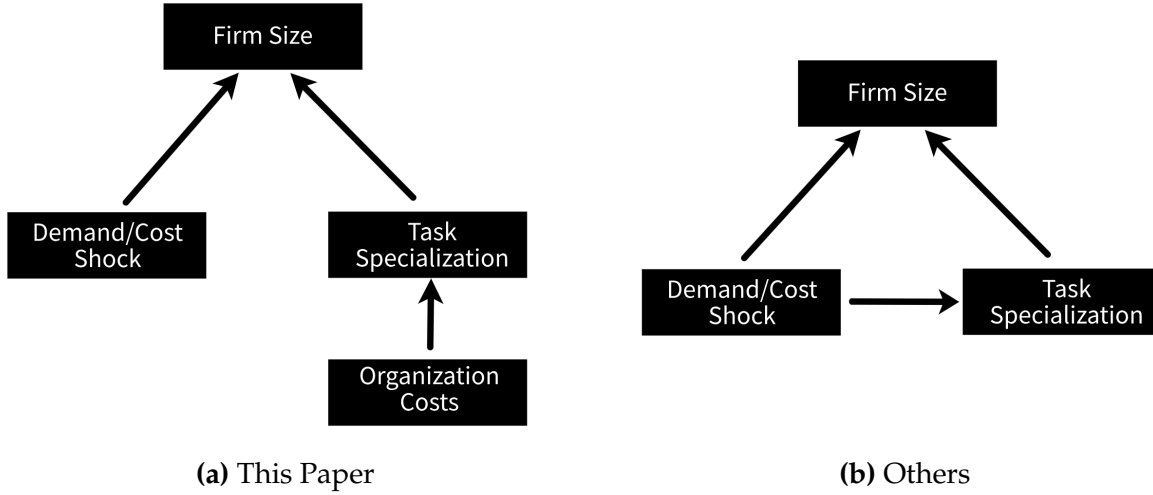 Firm Size
Demand/Cost
Shock
Task
Specialization
Organization
Costs
(a) This Paper
Firm Size
Demand/Cost
Shock
Task
Specialization
(b) Others